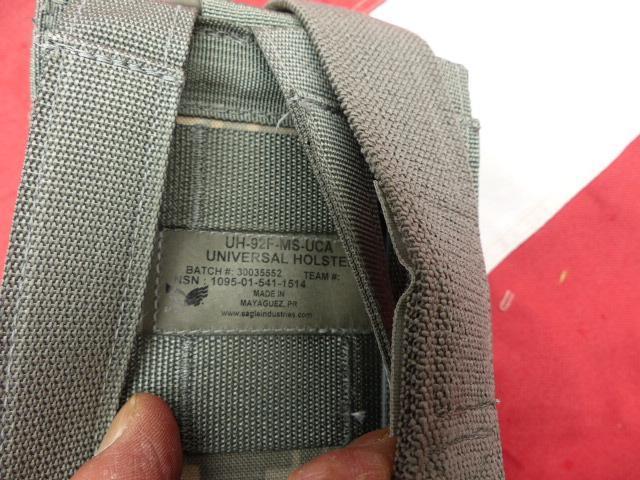 UH-92F-MS-UCA
UNIVERSAL HOLSTE
BATCH #: 30035552 TEAM #:
NSN : 1095-01-541-1514
MADE IN
MAYAGUEZ, PR
www.eagleindustries.com